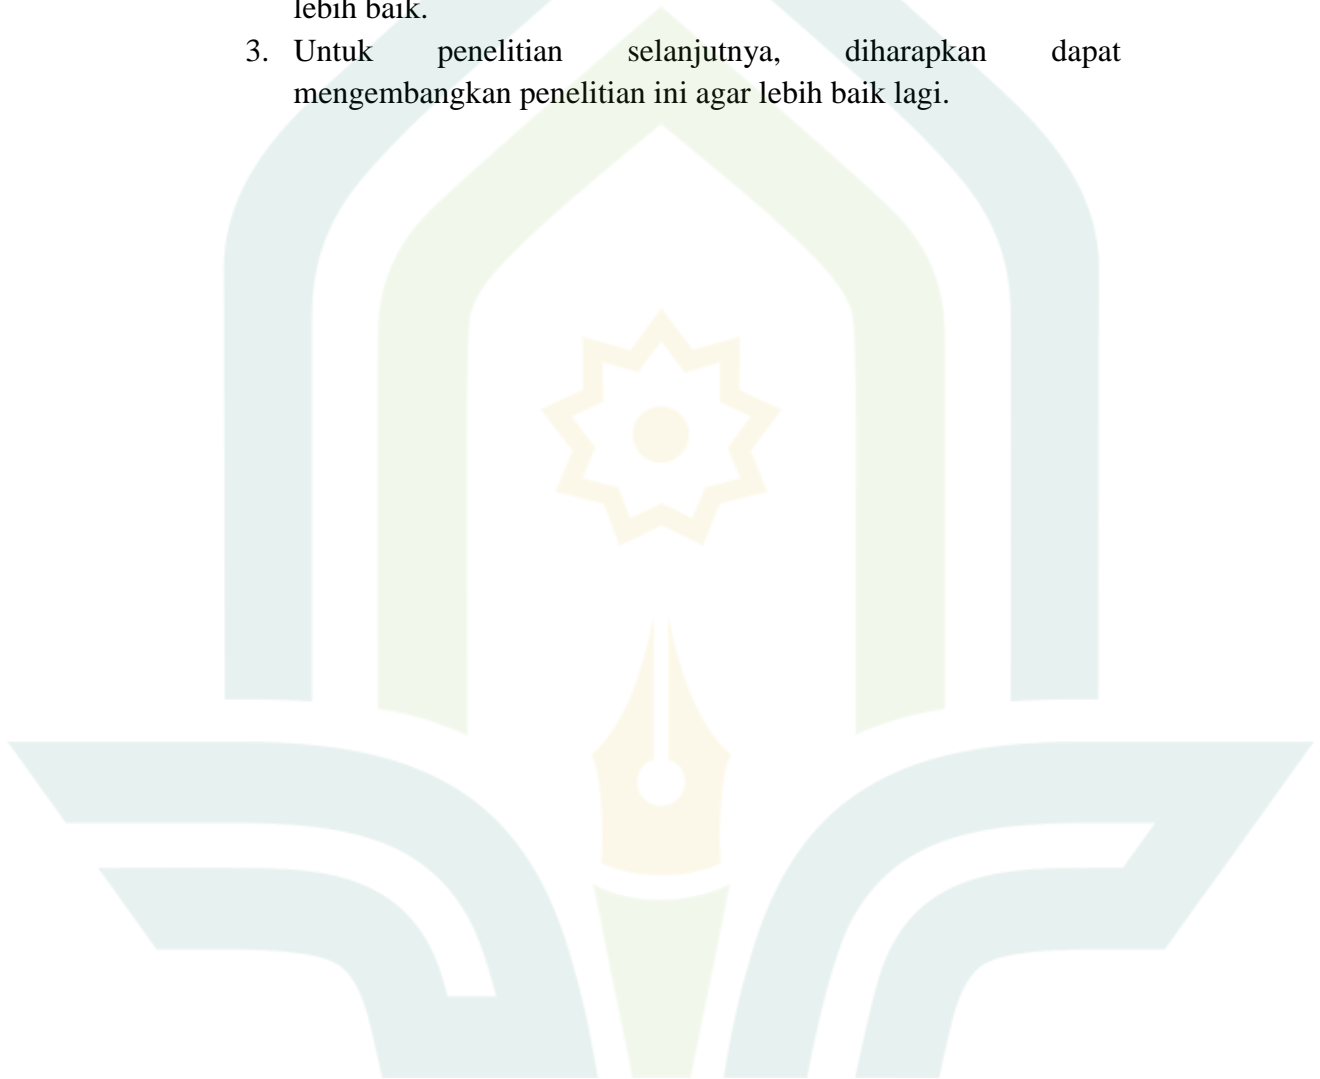 lebih baik.
3. Untuk penelitian selanjutnya, diharapkan dapat
mengembangkan penelitian ini agar lebih baik lagi.